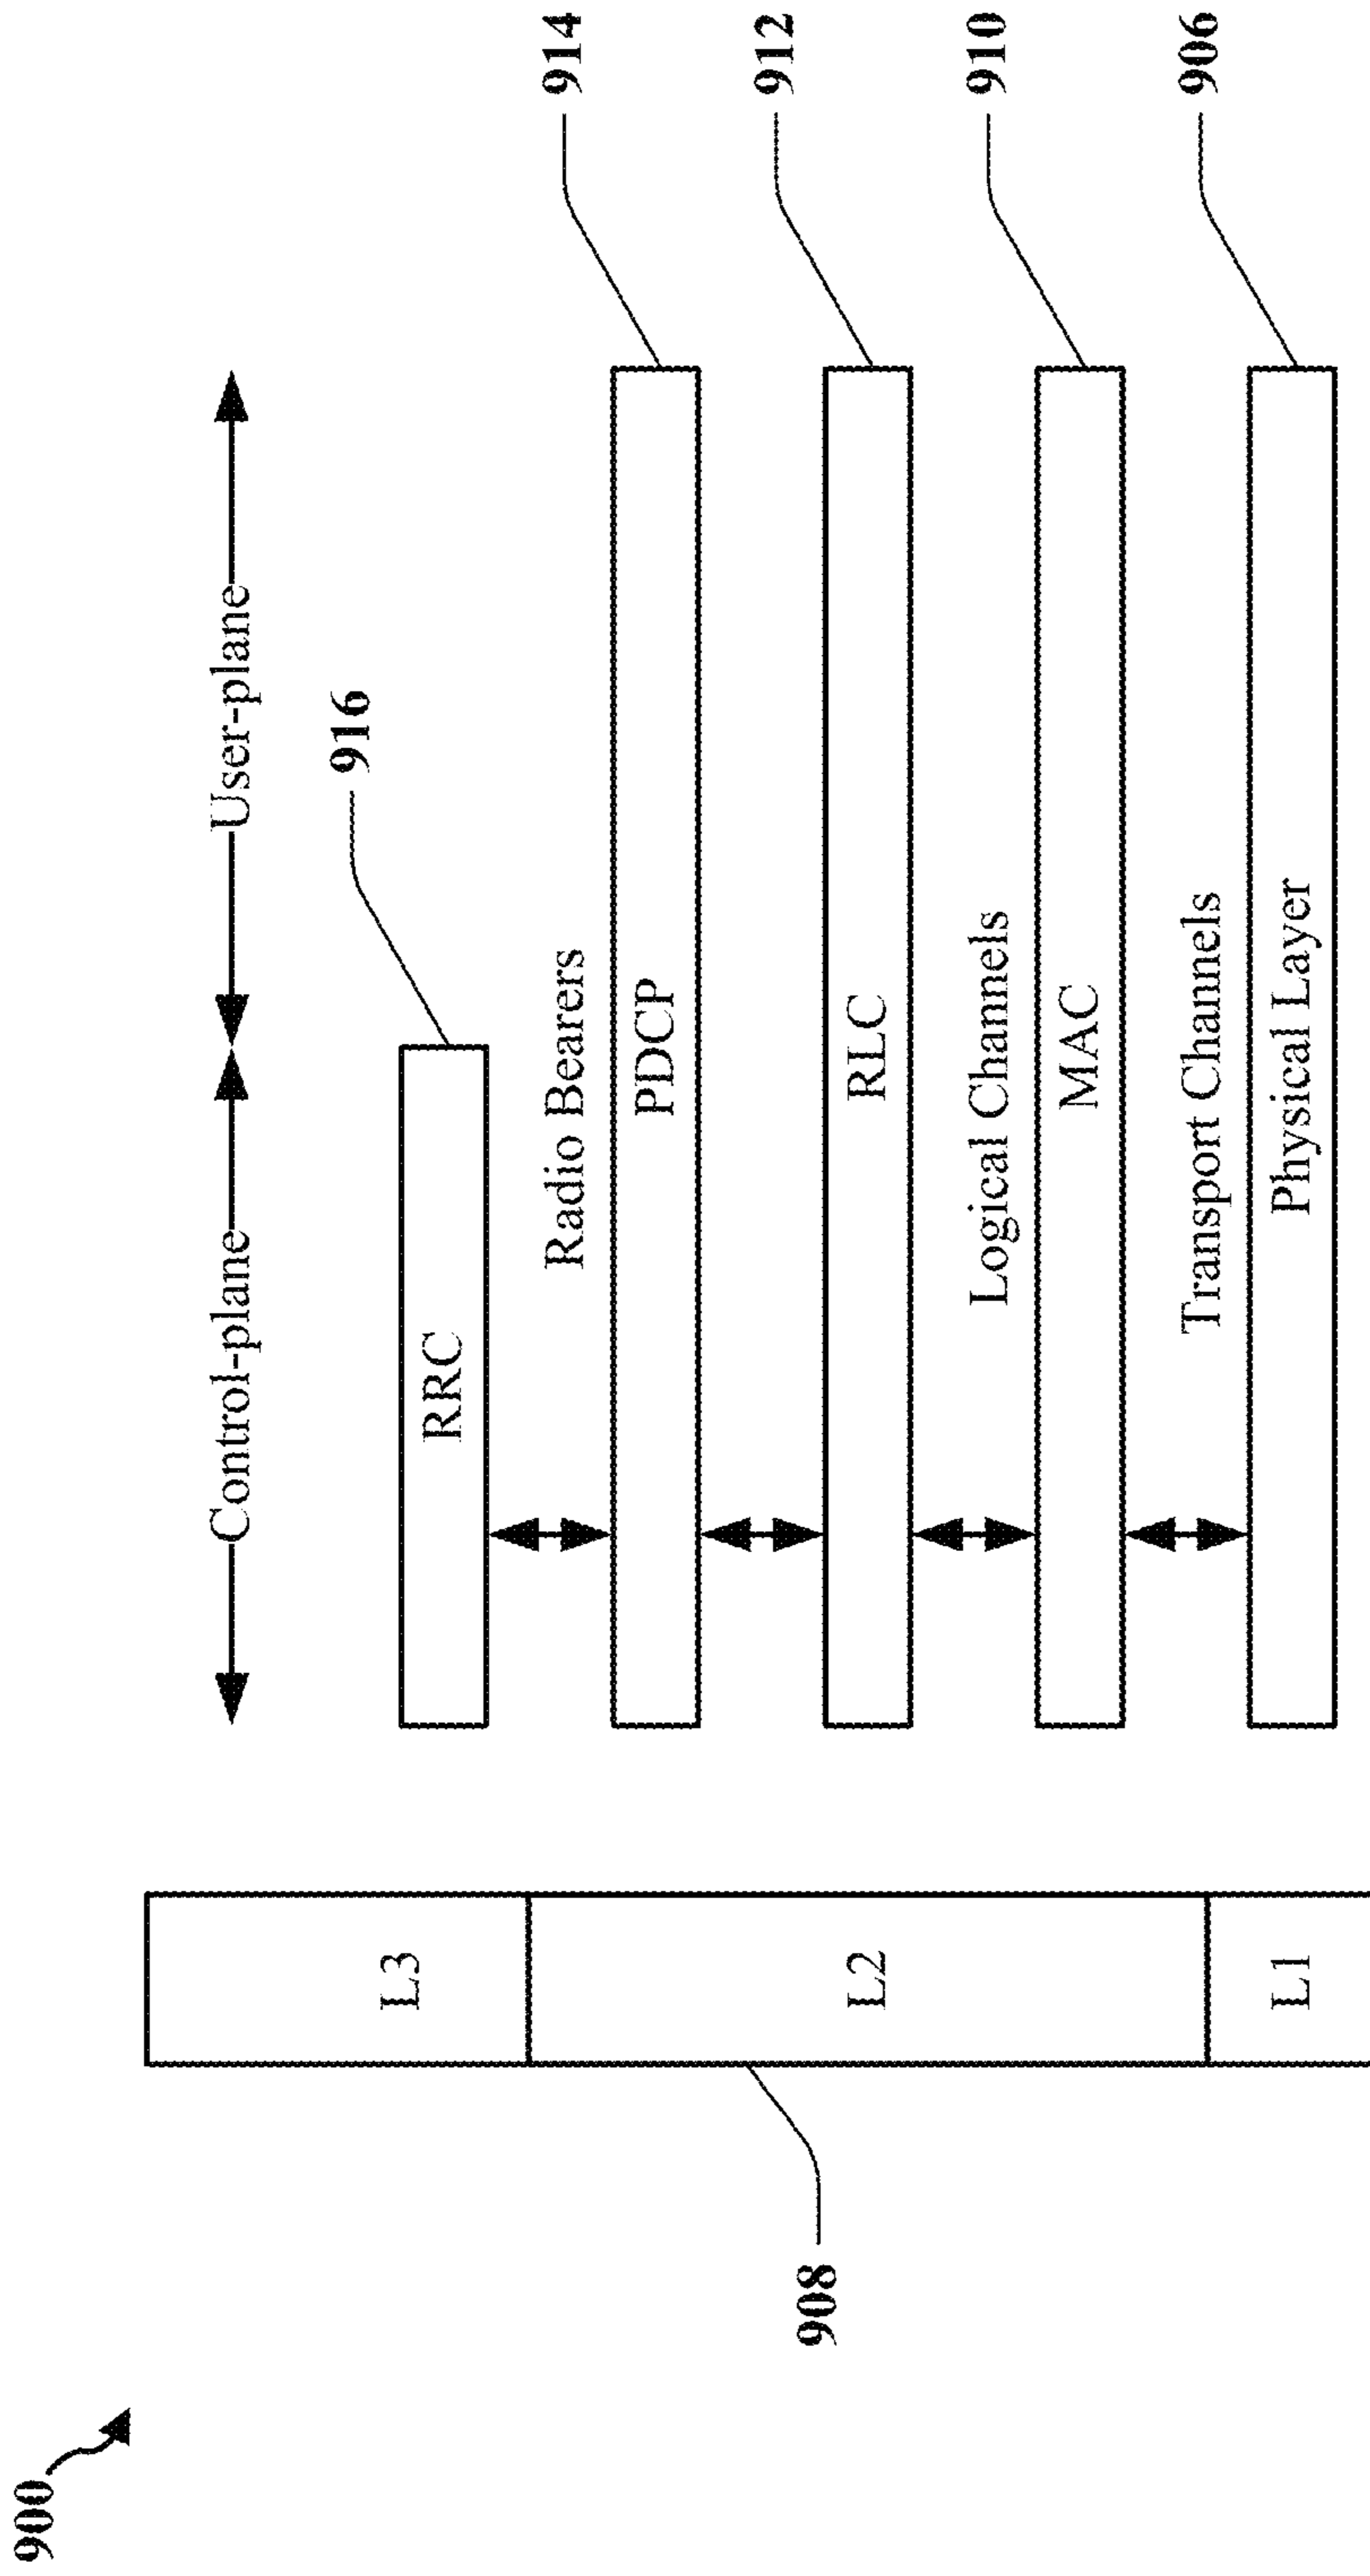 900
Control-plane
User-plane
916
RRC
L3
Radio Bearers
914
PDCP
908
L2
912
RLC
Logical Channels
910
MAC
Transport Channels
906
L1
Physical Layer